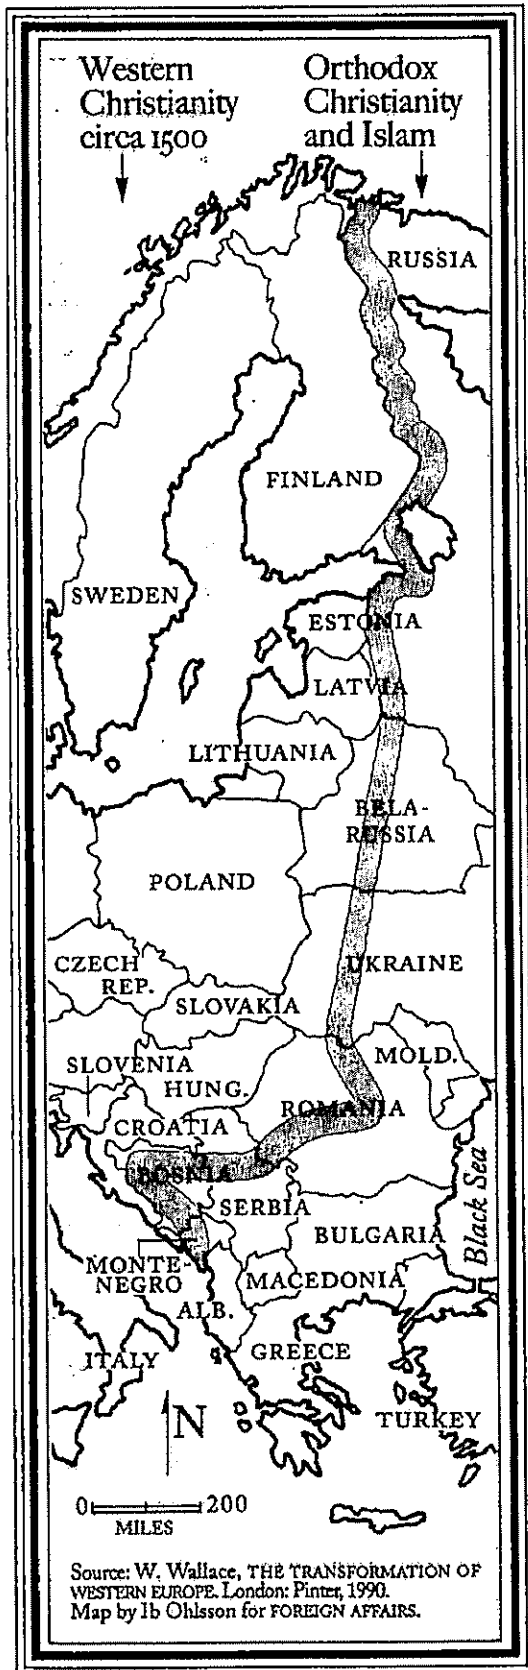 Western
Christianity
circa 1500
Orthodox
Christianity
and Islam
RUSSIA
FINLAND
SWEDEN
ESTONIA
LATVIA
LITHUANIA
BELA-
RUSSIA
POLAND
UKRAINE
CZECH
REP.
SLOVAKIA
MOLD.
SLOVENIA
HUNG.
ROMANIA
CROATIA
BOSNIA
SERBIA
BULGARIA
Black Sea
MONTE-
NEGRO
MACEDONIA
ALB.
ITALY
GREECE
TURKEY
N
0 200
MILES
Source: W. Wallace, THE TRANSFORMATION OF
WESTERN EUROPE. London: Pinter, 1990.
Map by Ib Ohlsson for FOREIGN AFFAIRS.